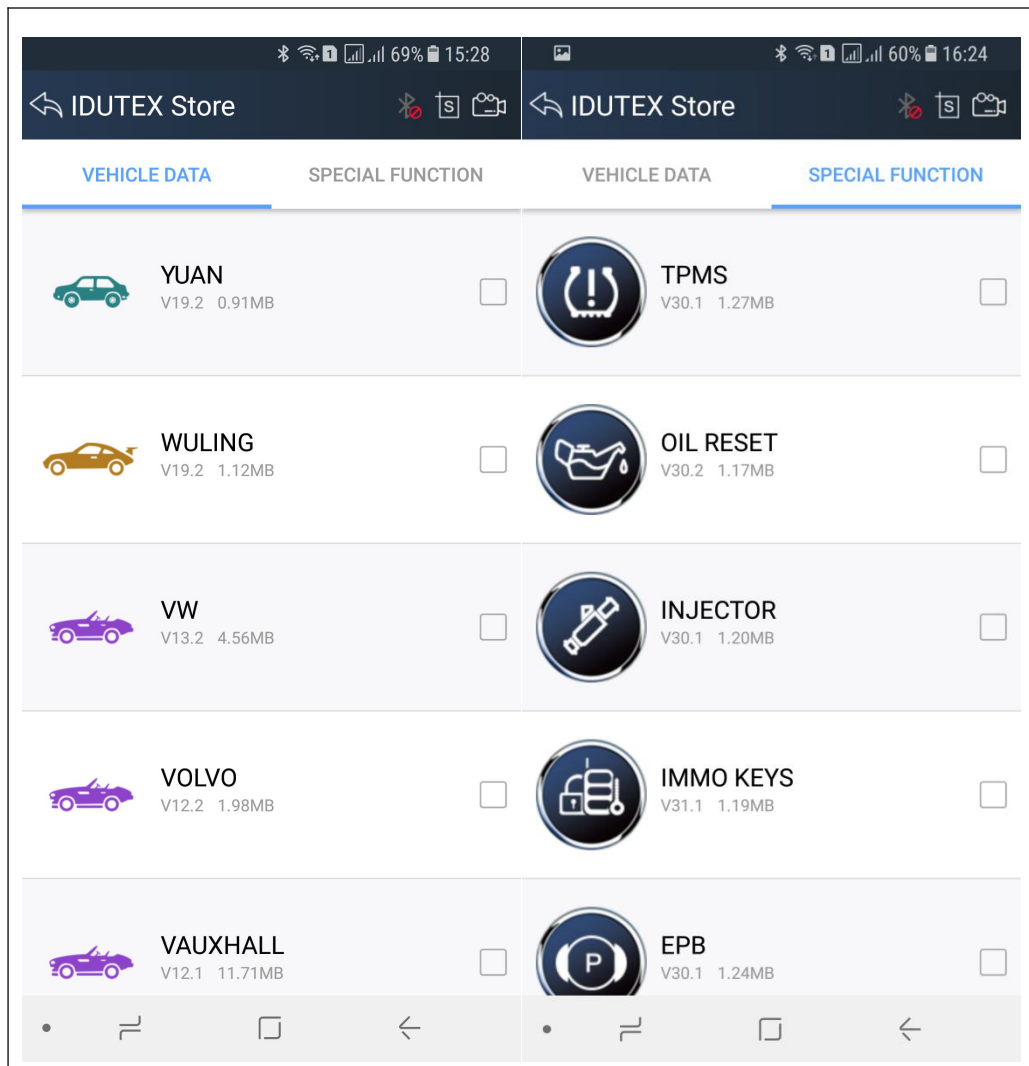 69% 15:28
IDUTEX Store
S
VEHICLE DATA SPECIAL FUNCTION
YUAN
V19.2 0.91MB
WULING
V19.2 1.12MB
VW
V13.2 4.56MB
VOLVO
V12.2 1.98MB
VAUXHALL
V12.1 11.71MB
1 60% 16:24
IDUTEX Store
S
VEHICLE DATA SPECIAL FUNCTION
TPMS
V30.1 1.27MB
OIL RESET
V30.2 1.17MB
INJECTOR
V30.1 1.20MB
IMMO KEYS
V31.1 1.19MB
P
EPB
V30.1 1.24MB